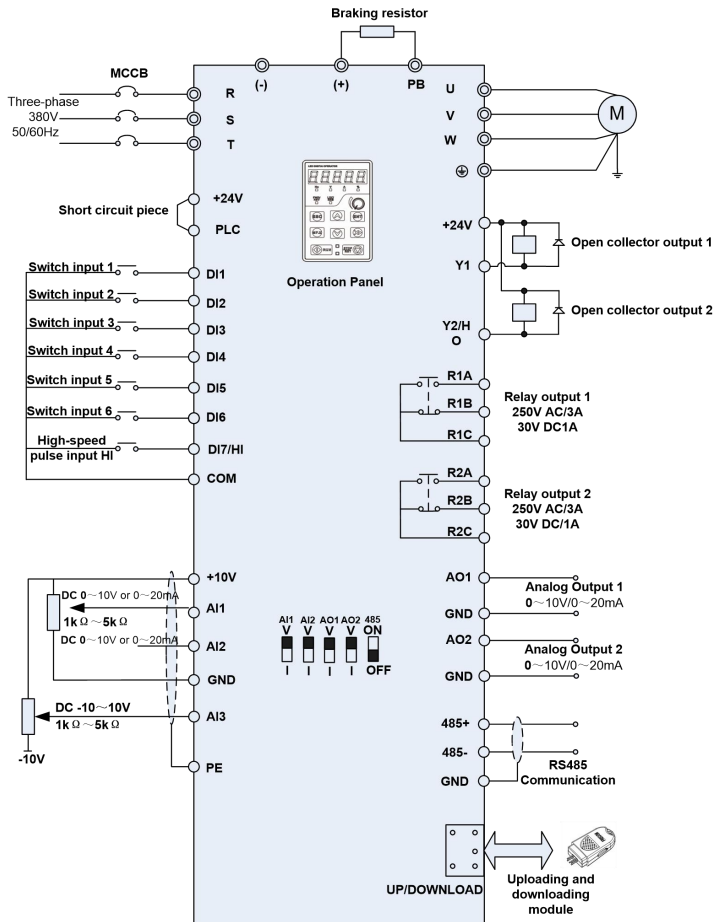 Braking resistor
(-)
(+)
PB
MCCB
Three-phase
380V
50/60Hz
R
S
T
U
V
W
M
+24V
PLC
Short circuit piece
Operation Panel
+24V
Y1
Open collector output 1
Y2/H
O
Open collector output 2
Switch input 1
DI1
Switch input 2
DI2
Switch input 3
DI3
Switch input 4
DI4
Switch input 5
DI5
Switch input 6
DI6
High-speed
pulse input HI
DI7/HI
COM
R1A
R1B
R1C
Relay output 1
250V AC/3A
30V DC1A
R2A
R2B
R2C
Relay output 2
250V AC/3A
30V DC/1A
+10V
DC 0~10V or 0~20mA
AI1
1kΩ~5kΩ
DC 0~10V or 0~20mA
AI2
GND
AI3
DC -10~10V
1kΩ~5kΩ
-10V
PE
AI1 AI2 AO1 AO2 485
V V V V ON
I I I I OFF
AO1
Analog Output 1
0~10V/0~20mA
GND
AO2
Analog Output 2
0~10V/0~20mA
GND
485+
485-
RS485
Communication
GND
UP/DOWNLOAD
Uploading and
downloading
module